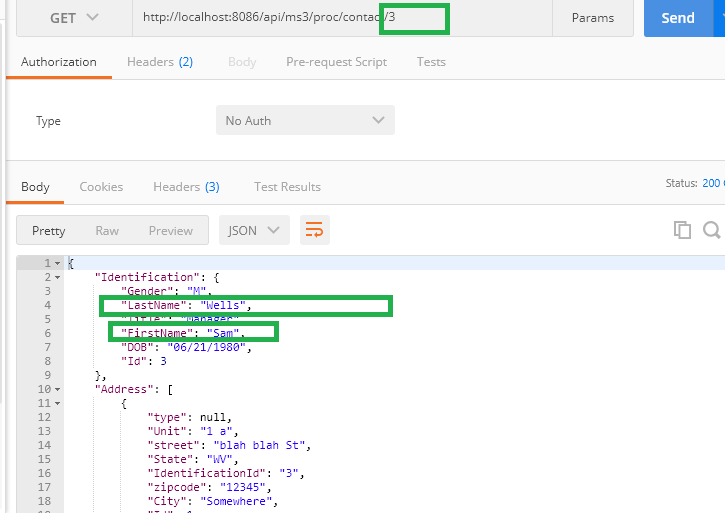 GET http://localhost:8086/api/ms3/proc/contact/3 Params Send
Authorization Headers (2) Body Pre-request Script Tests
Type No Auth
Body Cookies Headers (3) Test Results Status: 200
Pretty Raw Preview JSON
1 {
2 "Identification": {
3 "Gender": "M",
4 "LastName": "Wells",
5 "Title": "Manager",
6 "FirstName": "Sam",
7 "DOB": "06/21/1980",
8 "Id": 3
9 },
10 "Address": [
11 {
12 "type": null,
13 "Unit": "1 a",
14 "street": "blah blah St",
15 "State": "WV",
16 "IdentificationId": "3",
17 "zipcode": "12345",
18 "City": "Somewhere",